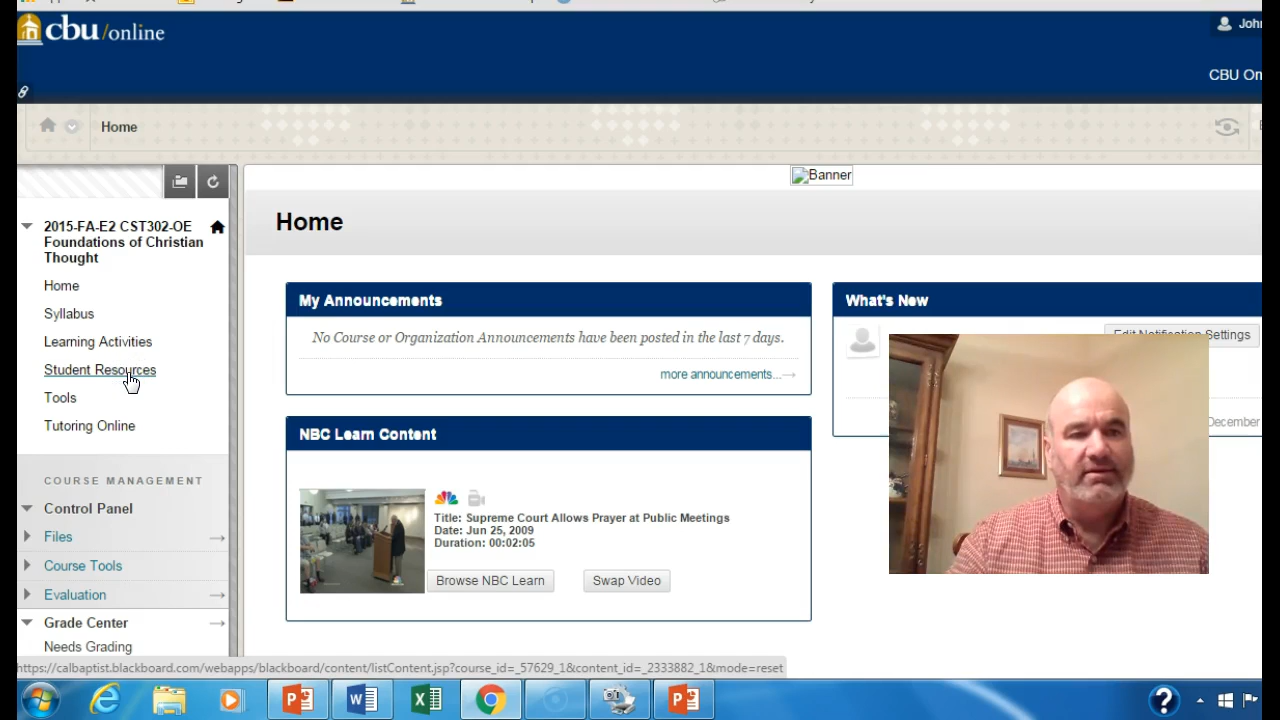 cbu/online
John
CBU On
Home
Banner
2015-FA-E2 CST302-OE
Foundations of Christian
Thought
Home
Syllabus
Learning Activities
Student Resources
Tools
Tutoring Online
COURSE MANAGEMENT
Control Panel
Files
Course Tools
Evaluation
Grade Center
Needs Grading
Home
My Announcements
No Course or Organization Announcements have been posted in the last 7 days.
more announcements...
NBC Learn Content
Title: Supreme Court Allows Prayer at Public Meetings
Date: Jun 25, 2009
Duration: 00:02:05
Browse NBC Learn
Swap Video
What's New
Edit Notification Settings
December
https://calbaptist.blackboard.com/webapps/blackboard/content/listContent.jsp?course_id=_57629_1&content_id=_2333882_1&mode=reset